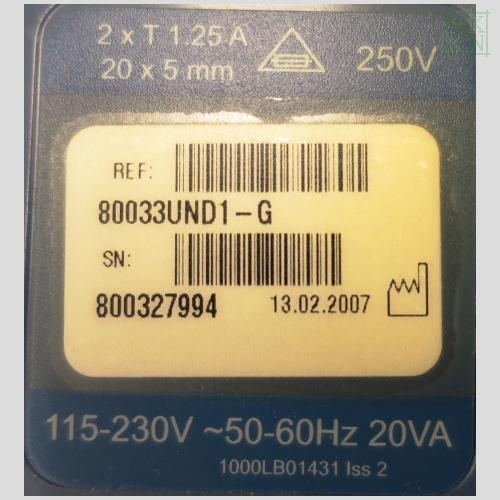 2 x T 1.25 A
20 x 5 mm
250V
REF:
80033UND1-G
SN:
800327994
13.02.2007
115-230V ~50-60Hz 20VA
1000LB01431 Iss 2